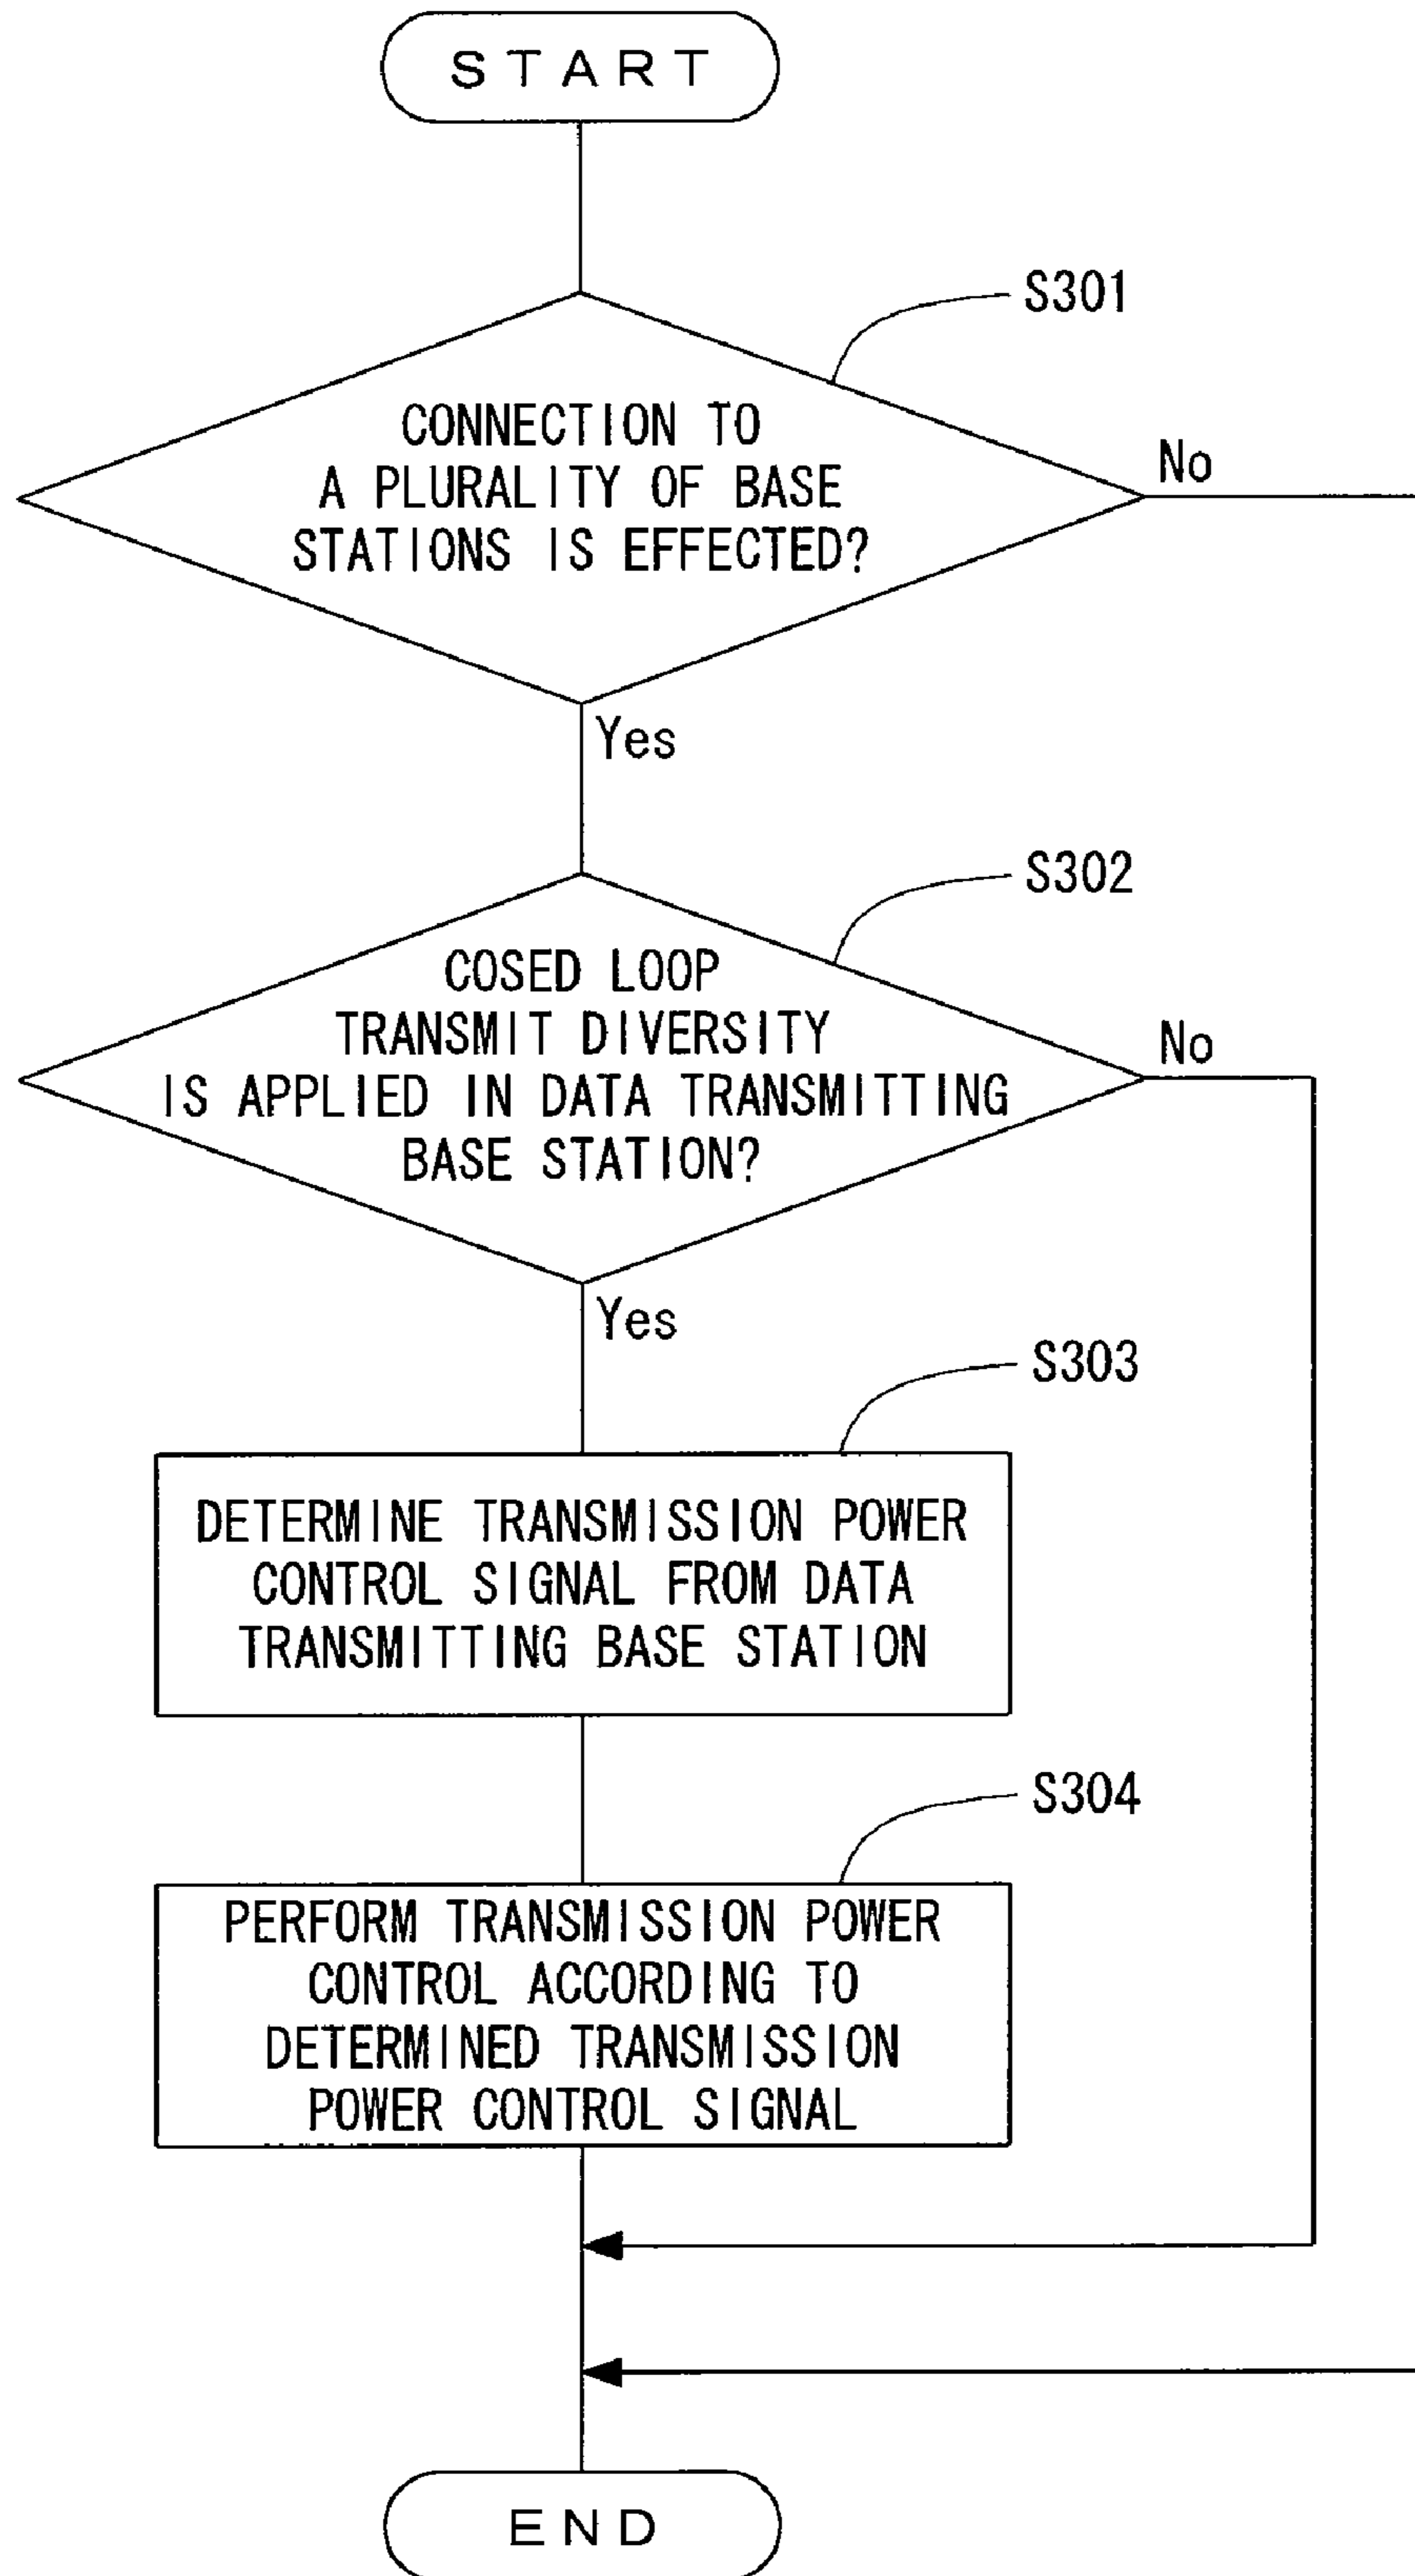 START
S301
CONNECTION TO
A PLURALITY OF BASE
STATIONS IS EFFECTED?
No
Yes
S302
COSED LOOP
TRANSMIT DIVERSITY
IS APPLIED IN DATA TRANSMITTING
BASE STATION?
No
Yes
S303
DETERMINE TRANSMISSION POWER
CONTROL SIGNAL FROM DATA
TRANSMITTING BASE STATION
S304
PERFORM TRANSMISSION POWER
CONTROL ACCORDING TO
DETERMINED TRANSMISSION
POWER CONTROL SIGNAL
END